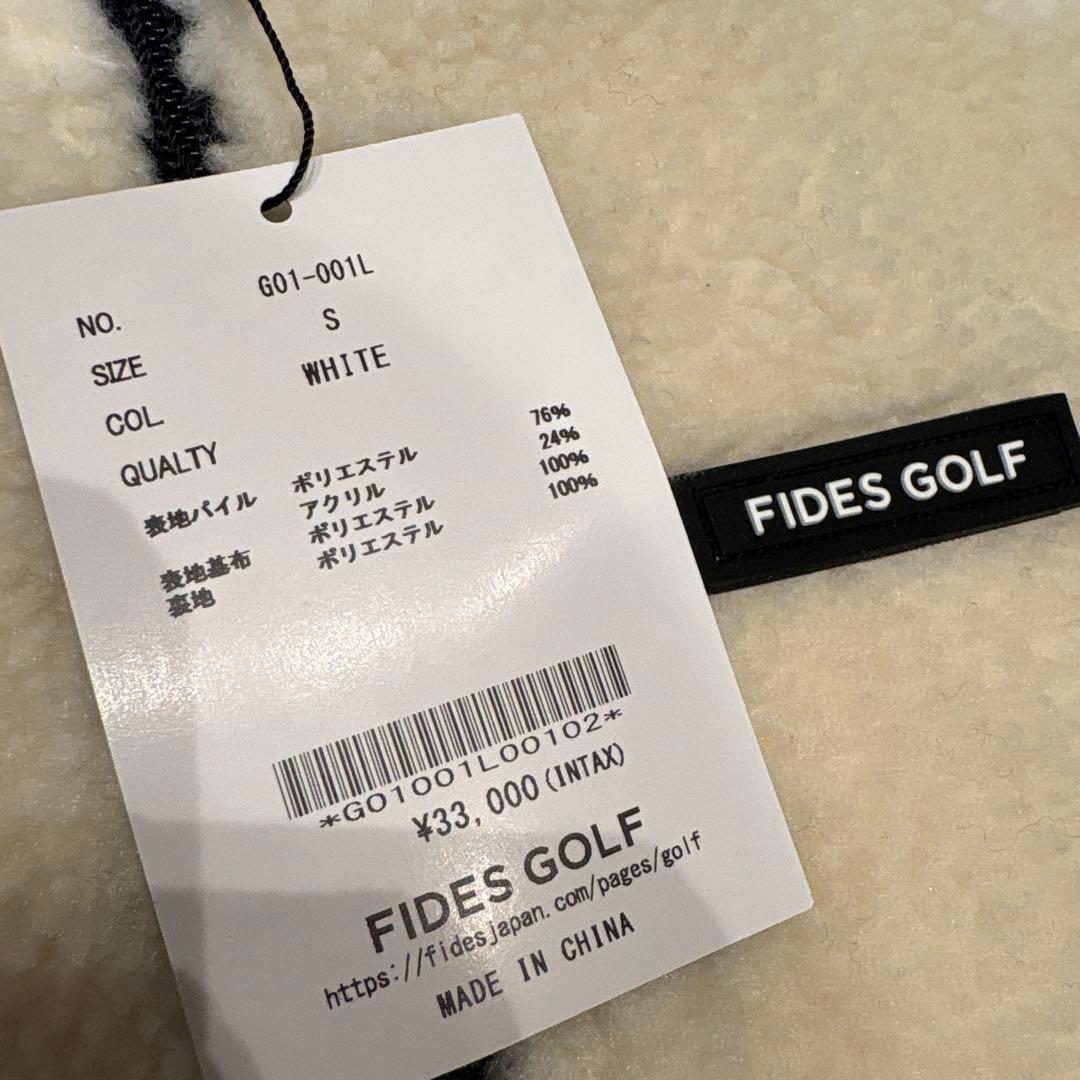 NO. G01-001L
SIZE S
COL. WHITE
QUALTY
表地パイル ポリエステル 76%
アクリル 24%
表地基布 ポリエステル 100%
裏地 ポリエステル 100%
*G01001L00102*
¥33,000(INTAX)
FIDES GOLF
https://fidesjapan.com/pages/golf
MADE IN CHINA
FIDES GOLF